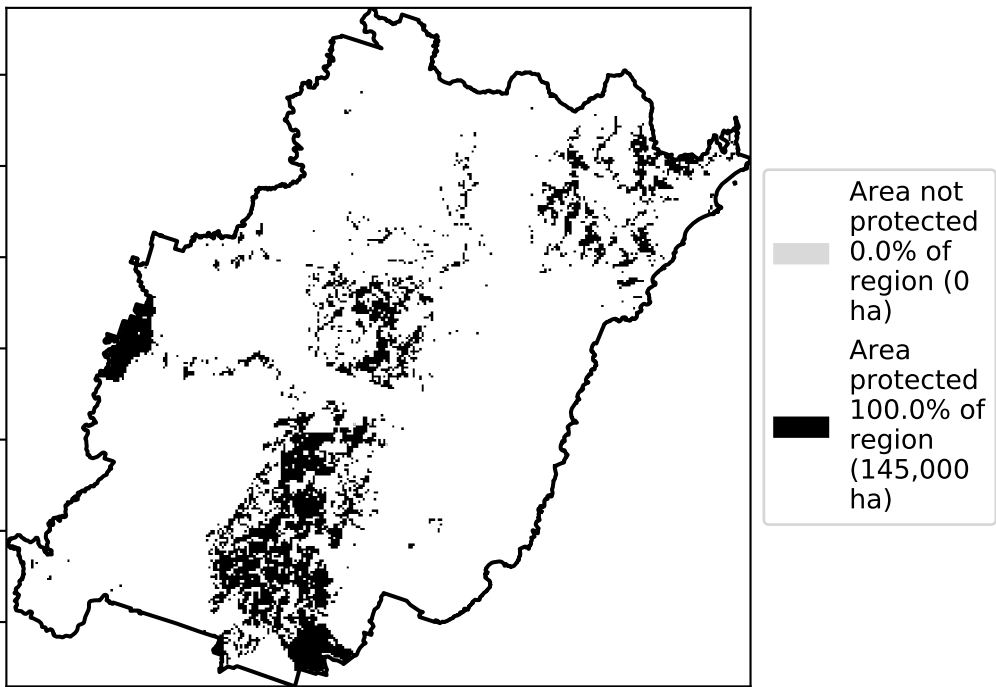 Area not
protected
0.0% of
region (0
ha)
Area
protected
100.0% of
region
(145,000
ha)